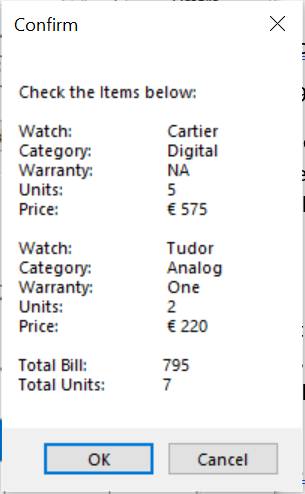 Confirm
Check the Items below:
Watch: Cartier
Category: Digital
Warranty: NA
Units: 5
Price: € 575
Watch: Tudor
Category: Analog
Warranty: One
Units: 2
Price: € 220
Total Bill: 795
Total Units: 7
OK Cancel